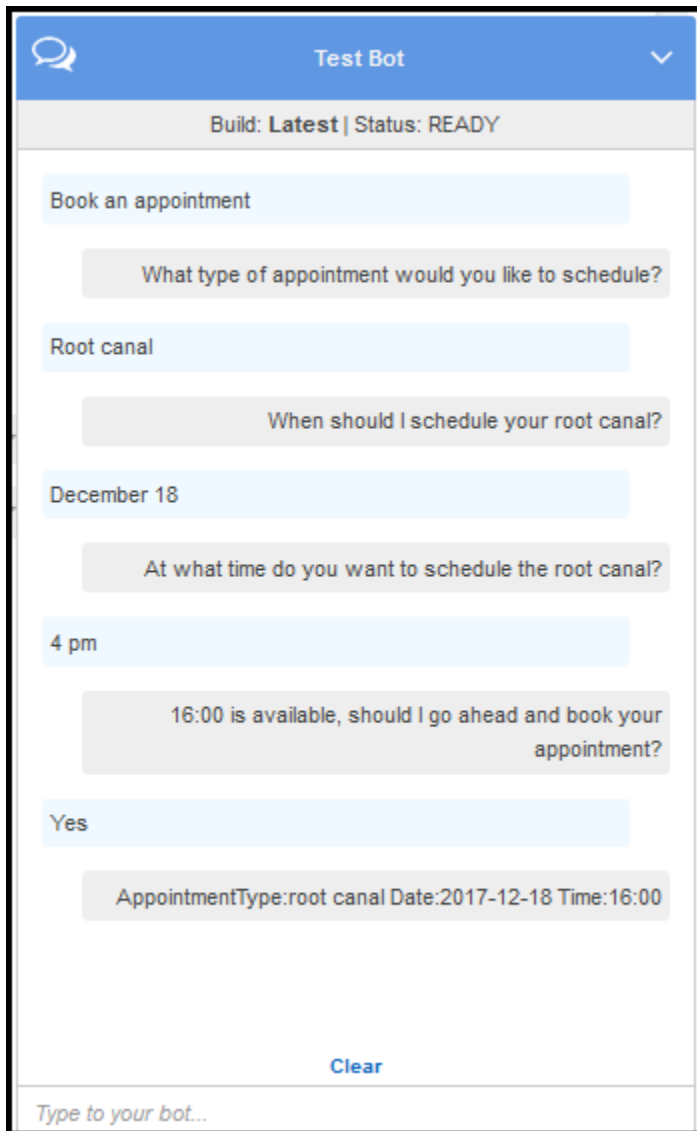 Test Bot
Build: Latest | Status: READY
Book an appointment
What type of appointment would you like to schedule?
Root canal
When should I schedule your root canal?
December 18
At what time do you want to schedule the root canal?
4 pm
16:00 is available, should I go ahead and book your
appointment?
Yes
AppointmentType:root canal Date:2017-12-18 Time:16:00
Clear
Type to your bot...